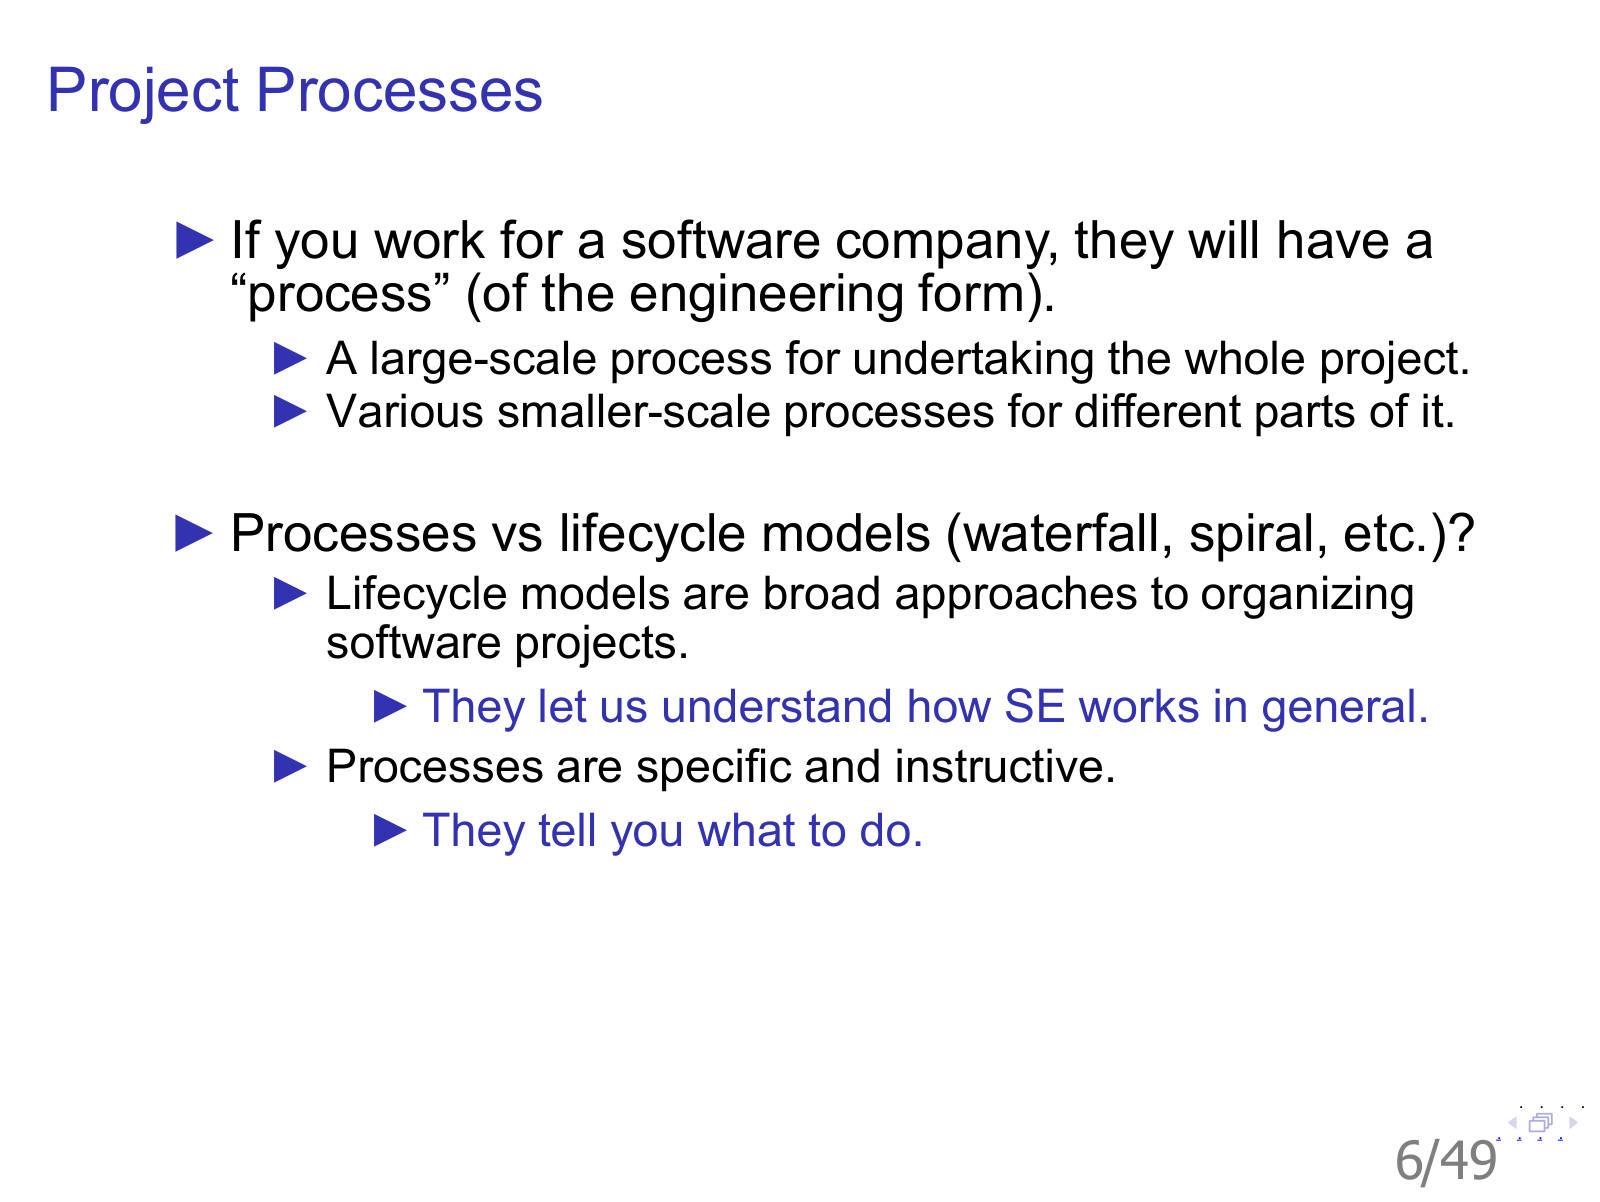 Project Processes
If you work for a software company, they will have a
“process” (of the engineering form).
A large-scale process for undertaking the whole project.
Various smaller-scale processes for different parts of it.
Processes vs lifecycle models (waterfall, spiral, etc.)?
Lifecycle models are broad approaches to organizing
software projects.
They let us understand how SE works in general.
Processes are specific and instructive.
They tell you what to do.
6/49